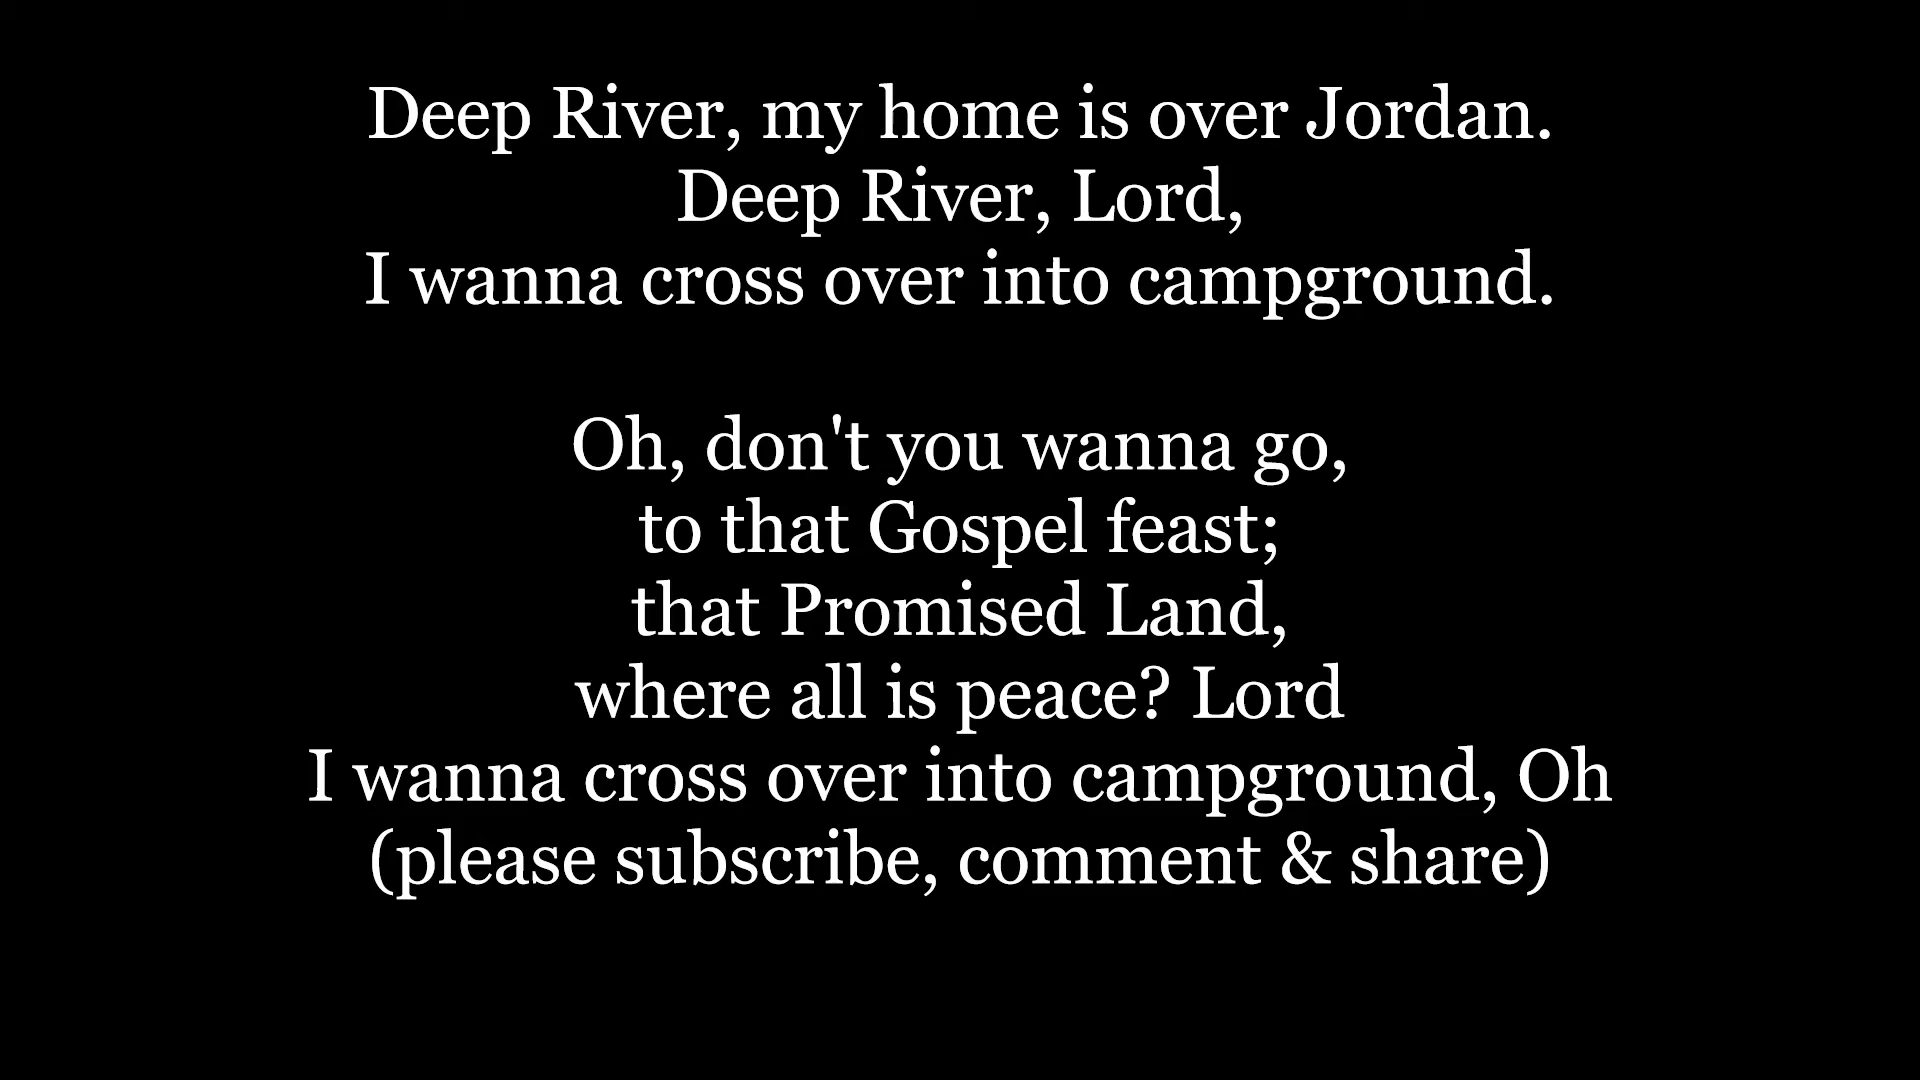 Deep River, my home is over Jordan.
Deep River, Lord,
I wanna cross over into campground.
Oh, don't you wanna go,
to that Gospel feast;
that Promised Land,
where all is peace? Lord
I wanna cross over into campground, Oh
(please subscribe, comment & share)